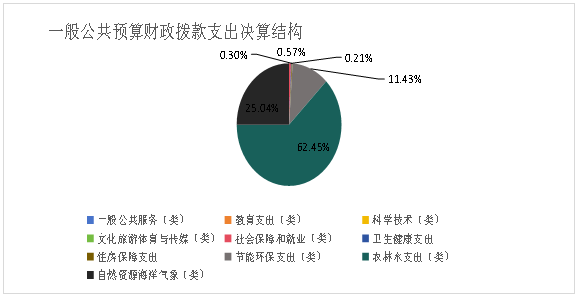 一般公共预算财政拨款支出决算结构
0.30%
0.57%
0.21%
11.43%
25.04%
62.45%
一般公共服务（类） 教育支出（类） 科学技术（类）
文化旅游体育与传媒（类） 社会保障和就业（类） 卫生健康支出
住房保障支出 节能环保支出（类） 农林水支出（类）
自然资源海洋气象（类）